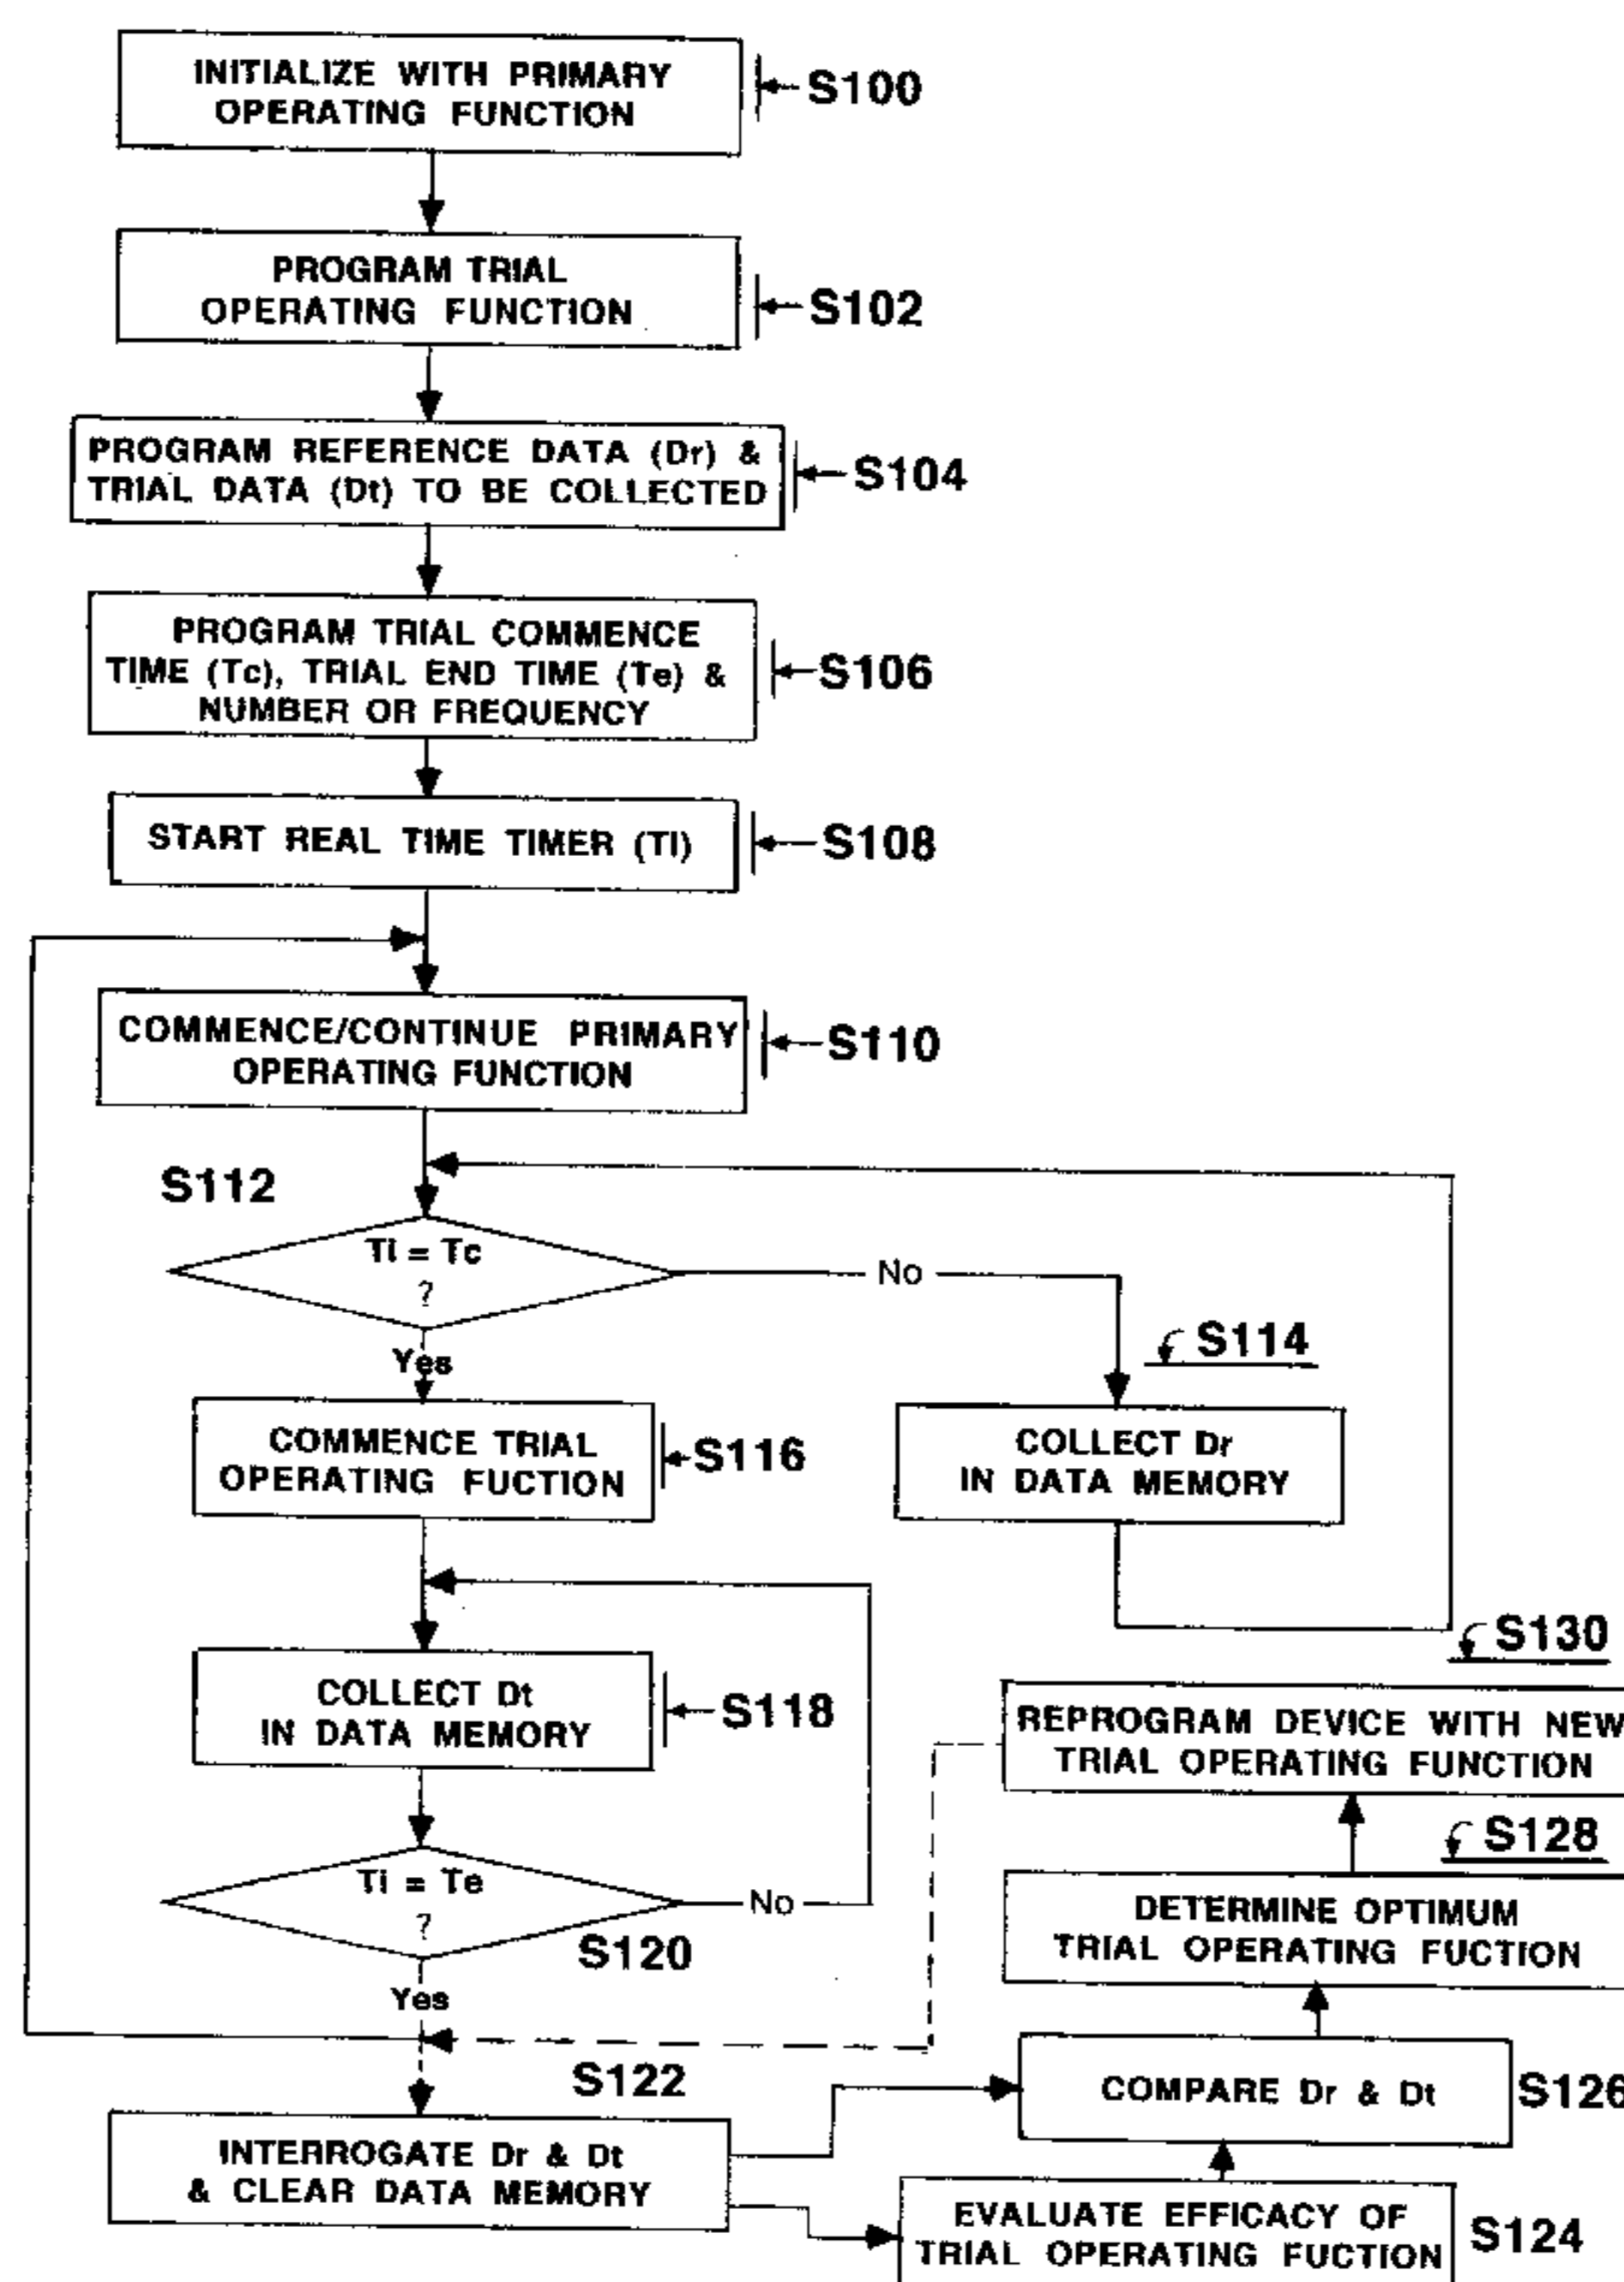 INITIALIZE WITH PRIMARY
OPERATING FUNCTION
S100
PROGRAM TRIAL
OPERATING FUNCTION
S102
PROGRAM REFERENCE DATA (Dr) &
TRIAL DATA (Dt) TO BE COLLECTED
S104
PROGRAM TRIAL COMMENCE
TIME (Tc), TRIAL END TIME (Te) &
NUMBER OR FREQUENCY
S106
START REAL TIME TIMER (TI)
S108
COMMENCE/CONTINUE PRIMARY
OPERATING FUNCTION
S110
S112
Ti = Tc
?
No
Yes
S114
COLLECT Dr
IN DATA MEMORY
COMMENCE TRIAL
OPERATING FUCTION
S116
COLLECT Dt
IN DATA MEMORY
S118
Ti = Te
?
No
S120
Yes
S130
REPROGRAM DEVICE WITH NEW
TRIAL OPERATING FUNCTION
S128
DETERMINE OPTIMUM
TRIAL OPERATING FUCTION
S122
INTERROGATE Dr & Dt
& CLEAR DATA MEMORY
COMPARE Dr & Dt
S126
EVALUATE EFFICACY OF
TRIAL OPERATING FUCTION
S124